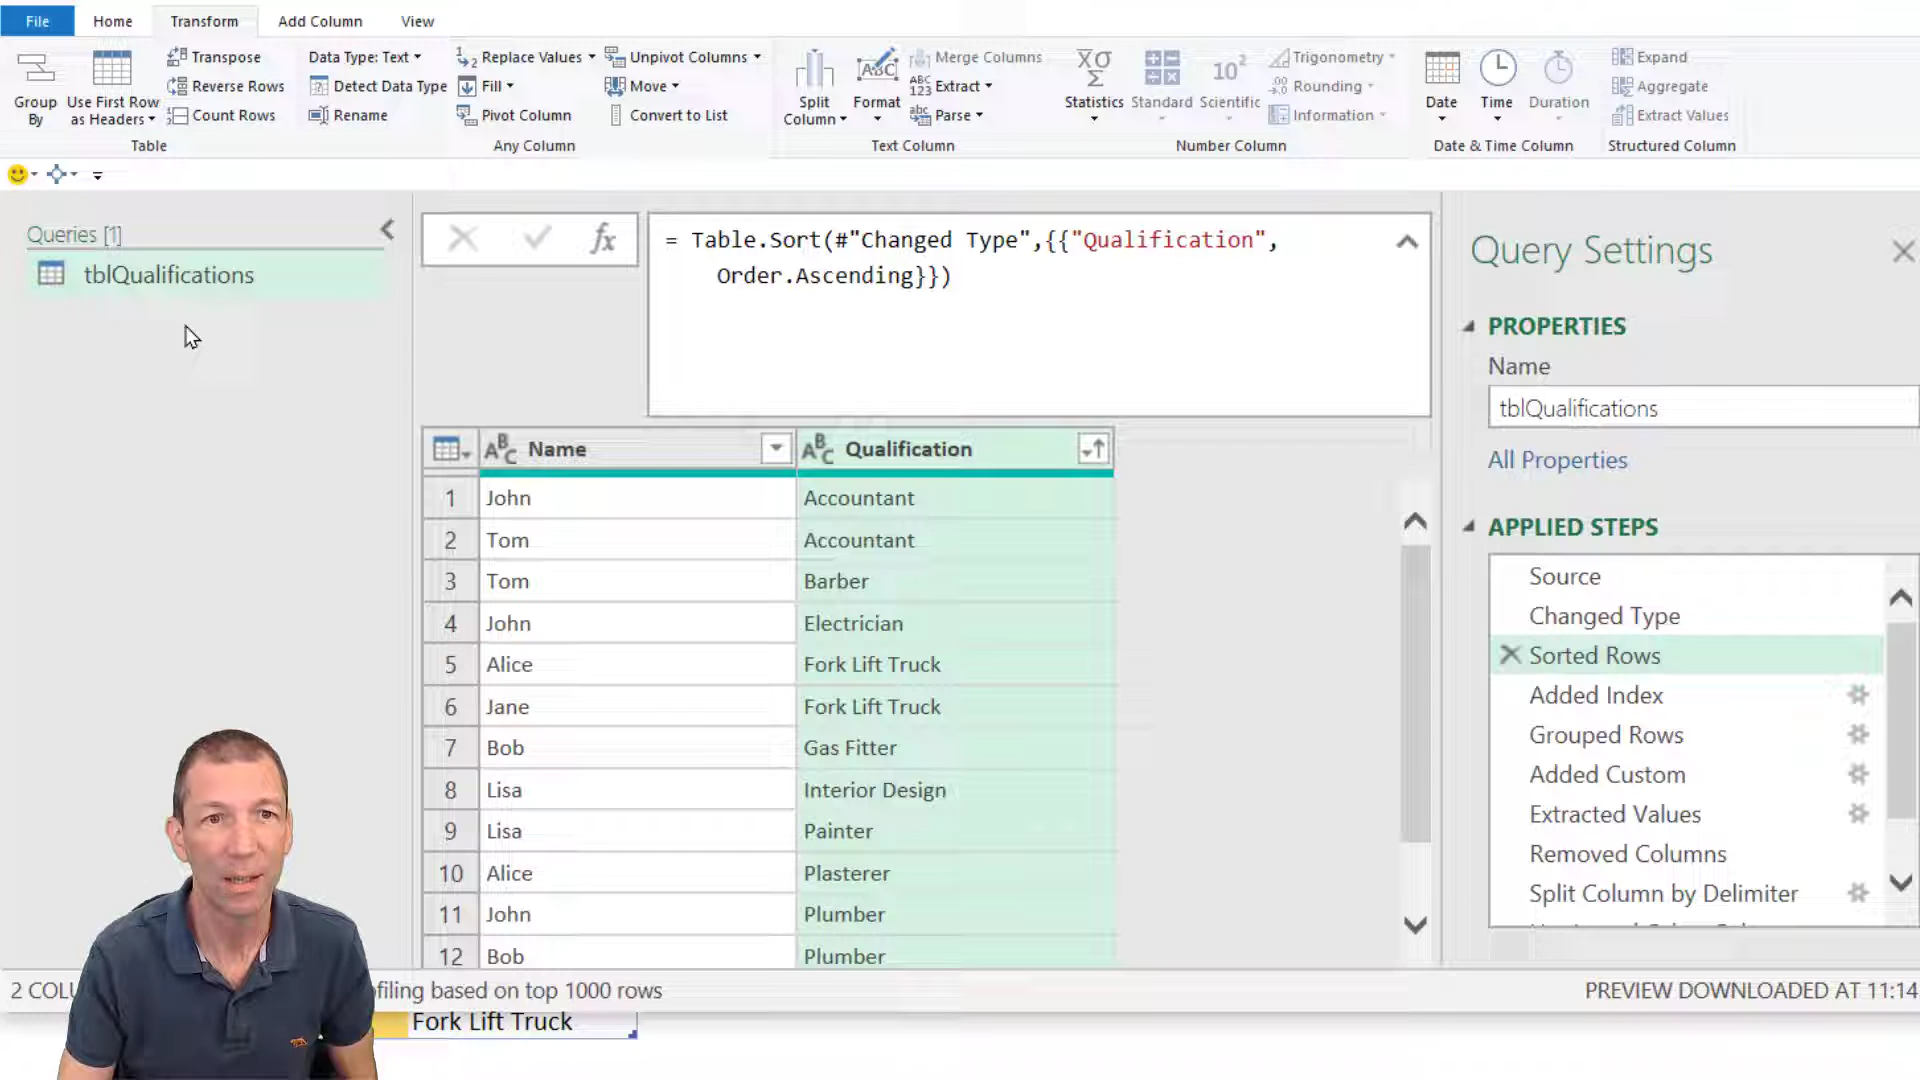 File Home Transform Add Column View
Group By
Use First Row as Headers
Transpose
Reverse Rows
Count Rows
Table
Data Type: Text
Detect Data Type
Rename
Replace Values
Fill
Pivot Column
Unpivot Columns
Move
Convert to List
Any Column
Split Column
Format
Merge Columns
Extract
Parse
Text Column
Statistics
Standard
Scientific
Trigonometry
Rounding
Information
Number Column
Date
Time
Duration
Date & Time Column
Expand
Aggregate
Extract Values
Structured Column
Queries [1]
tblQualifications
fx
= Table.Sort(#"Changed Type",{{"Qualification",
Order.Ascending}})
Name Qualification
1 John Accountant
2 Tom Accountant
3 Tom Barber
4 John Electrician
5 Alice Fork Lift Truck
6 Jane Fork Lift Truck
7 Bob Gas Fitter
8 Lisa Interior Design
9 Lisa Painter
10 Alice Plasterer
11 John Plumber
12 Bob Plumber
Query Settings
PROPERTIES
Name
tblQualifications
All Properties
APPLIED STEPS
Source
Changed Type
Sorted Rows
Added Index
Grouped Rows
Added Custom
Extracted Values
Removed Columns
Split Column by Delimiter
2 COLU
filing based on top 1000 rows
PREVIEW DOWNLOADED AT 11:14
Fork Lift Truck